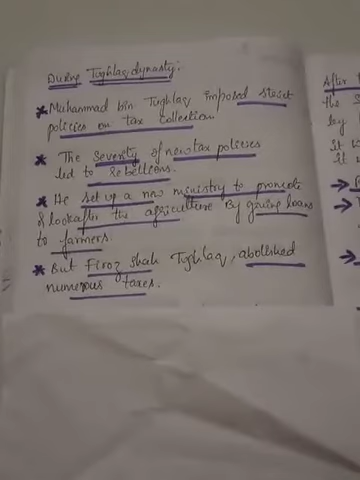 During Tughlaq dynasty:
* Muhammad bin Tughlaq imposed strict
policies on tax collection.
* The severity of new tax policies
led to rebellions.
* He set up a new ministry to promote
& look after the agriculture by giving loans
to farmers.
* But Firoz shah Tughlaq, abolished
numerous taxes.
After
the
by
It
It